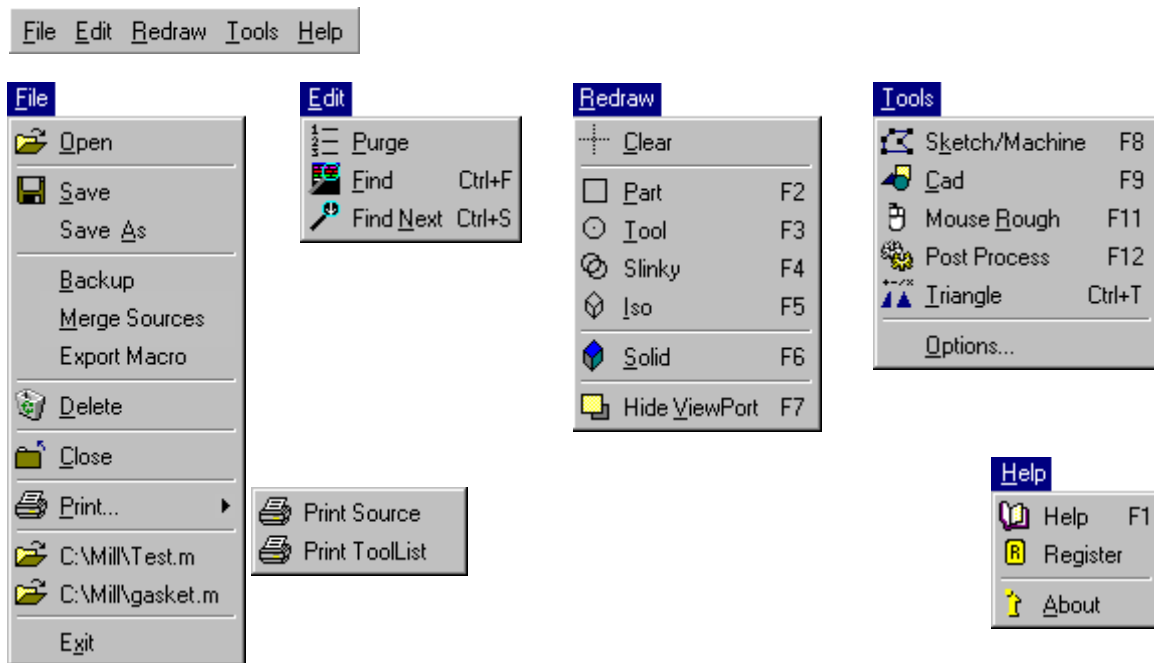 File Edit Redraw Tools Help
File
Open
Save
Save As
Backup
Merge Sources
Export Macro
Delete
Close
Print...
C:\Mill\Test.m
C:\Mill\gasket.m
Exit
Print Source
Print ToolList
Edit
Purge
Find Ctrl+F
Find Next Ctrl+S
Redraw
Clear
Part F2
Tool F3
Slinky F4
Iso F5
Solid F6
Hide ViewPort F7
Tools
Sketch/Machine F8
Cad F9
Mouse Rough F11
Post Process F12
Triangle Ctrl+T
Options...
Help
Help F1
Register
About